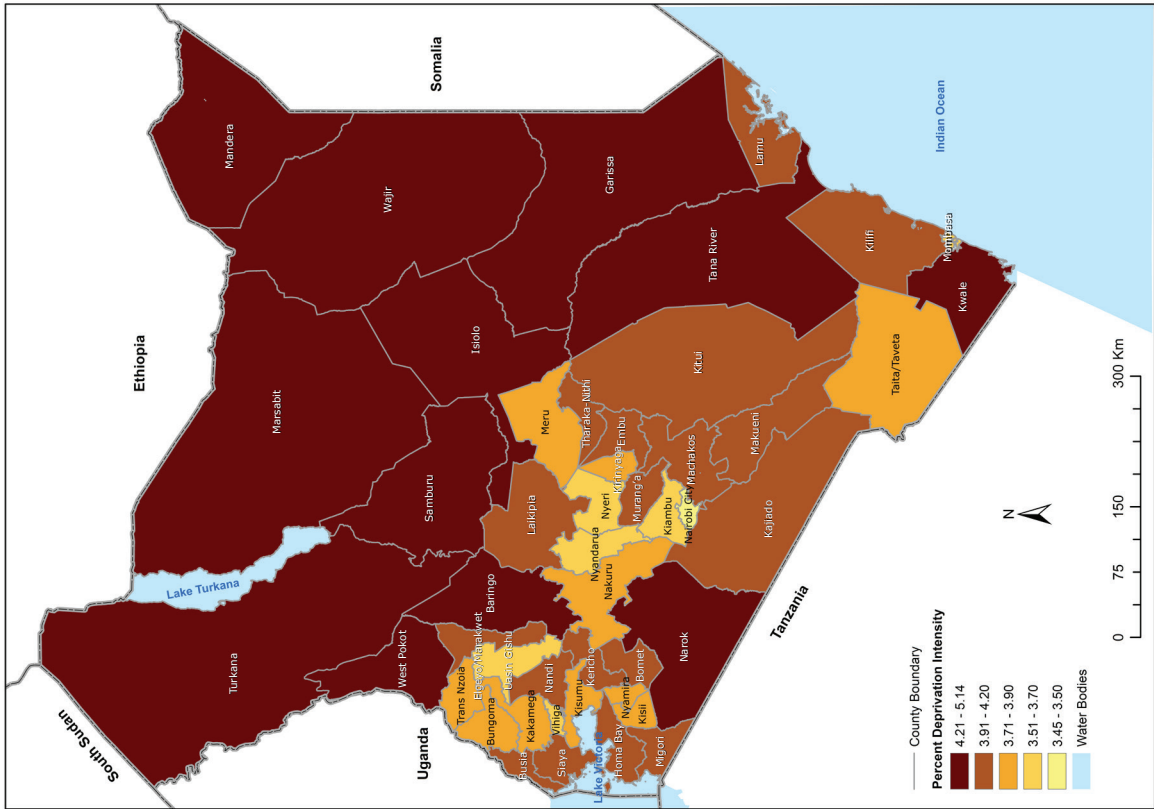 South Sudan
Ethiopia
Somalia
Uganda
Tanzania
Indian Ocean
Lake Turkana
Lake Victor
Mandera
Wajir
Marsabit
Turkana
Samburu
Isiolo
Garissa
West Pokot
Baringo
Laikipia
Meru
Tharaka-Nithi
Embu
Kitui
Tana River
Lamu
Kilifi
Mombasa
Kwale
Taita/Taveta
Makueni
Machakos
Nairobi City
Kajiado
Kiambu
Murang'a
Kirinyaga
Nyeri
Nyandarua
Nakuru
Narok
Trans Nzoia
Elgeyo/Marakwet
Uasin Gishu
Bungoma
Kakamega
Nandi
Vihiga
Kisumu
Kericho
Bomet
Nyamira
Kisii
Busia
Siaya
Homa Bay
Migori
N
0 75 150 300 Km
County Boundary
Percent Deprivation Intensity
4.21 - 5.14
3.91 - 4.20
3.71 - 3.90
3.51 - 3.70
3.45 - 3.50
Water Bodies